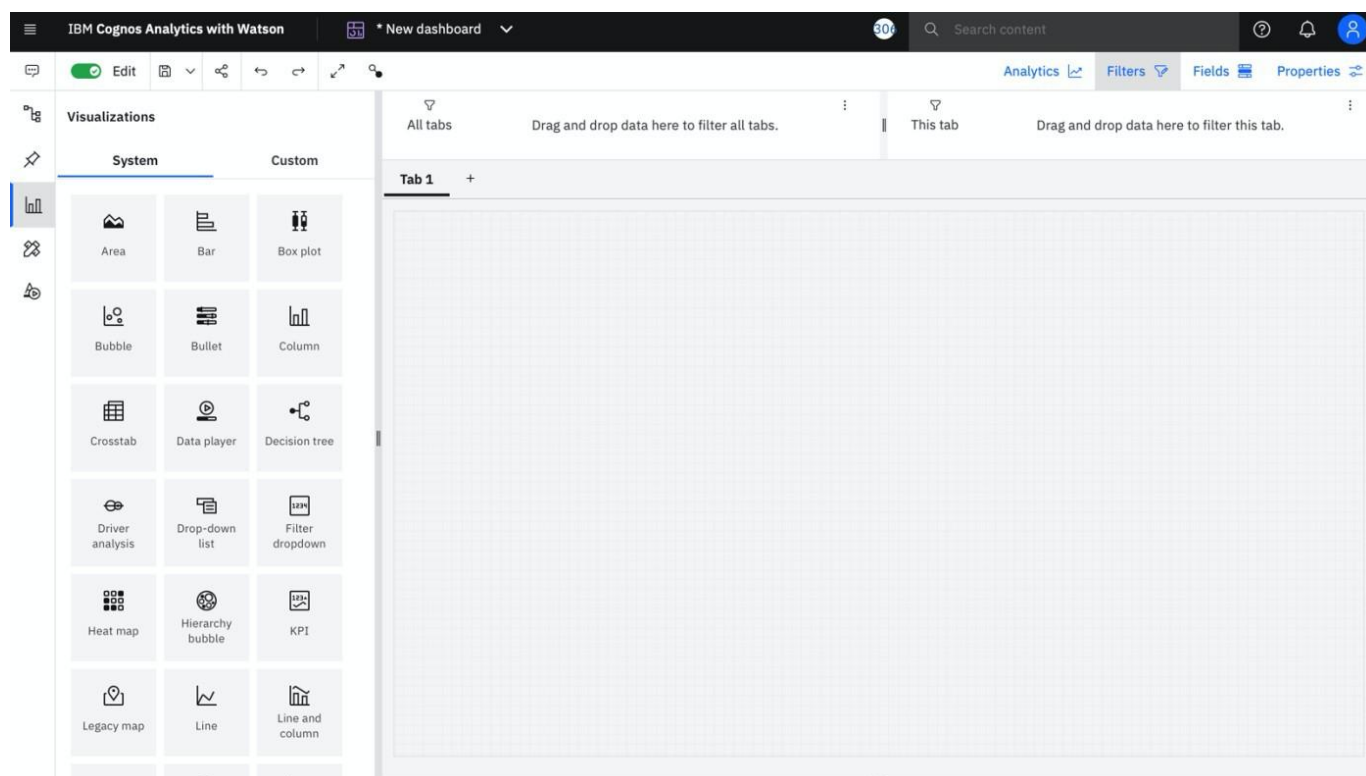 IBM Cognos Analytics with Watson
* New dashboard
306
Search content
Edit
Analytics
Filters
Fields
Properties
Visualizations
System
Custom
All tabs
Drag and drop data here to filter all tabs.
This tab
Drag and drop data here to filter this tab.
Tab 1
+
Area
Bar
Box plot
Bubble
Bullet
Column
Crosstab
Data player
Decision tree
Driver
analysis
Drop-down
list
1234
Filter
dropdown
Heat map
Hierarchy
bubble
KPI
Legacy map
Line
Line and
column